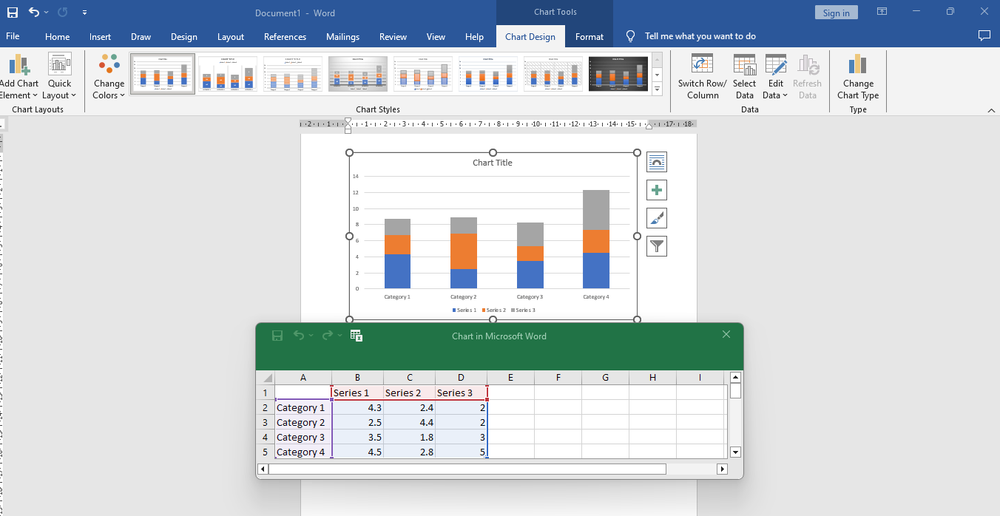 Document1 - Word
Chart Tools
Sign in
File Home Insert Draw Design Layout References Mailings Review View Help Chart Design Format Tell me what you want to do
Add Chart Element
Quick Layout
Change Colors
Switch Row/ Column
Select Data
Edit Data
Refresh Data
Change Chart Type
Chart Layouts
Chart Styles
Data
Type
2 1 1 2 3 4 5 6 7 8 9 10 11 12 13 14 15 17 18
Chart Title
14
12
10
8
6
4
2
0
Category 1 Category 2 Category 3 Category 4
Series 1 Series 2 Series 3
Chart in Microsoft Word
A B C D E F G H I
1 Series 1 Series 2 Series 3
2 Category 1 4.3 2.4 2
3 Category 2 2.5 4.4 2
4 Category 3 3.5 1.8 3
5 Category 4 4.5 2.8 5